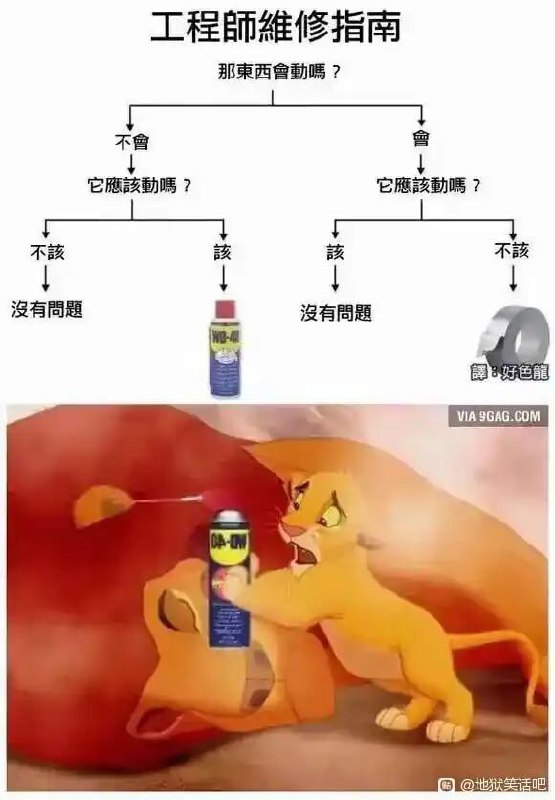 工程師維修指南
那東西會動嗎？
不會
會
它應該動嗎？
它應該動嗎？
不該
該
該
不該
沒有問題
沒有問題
WD-40
譯：好色龍
VIA 9GAG.COM
WD-40
@地狱笑话吧